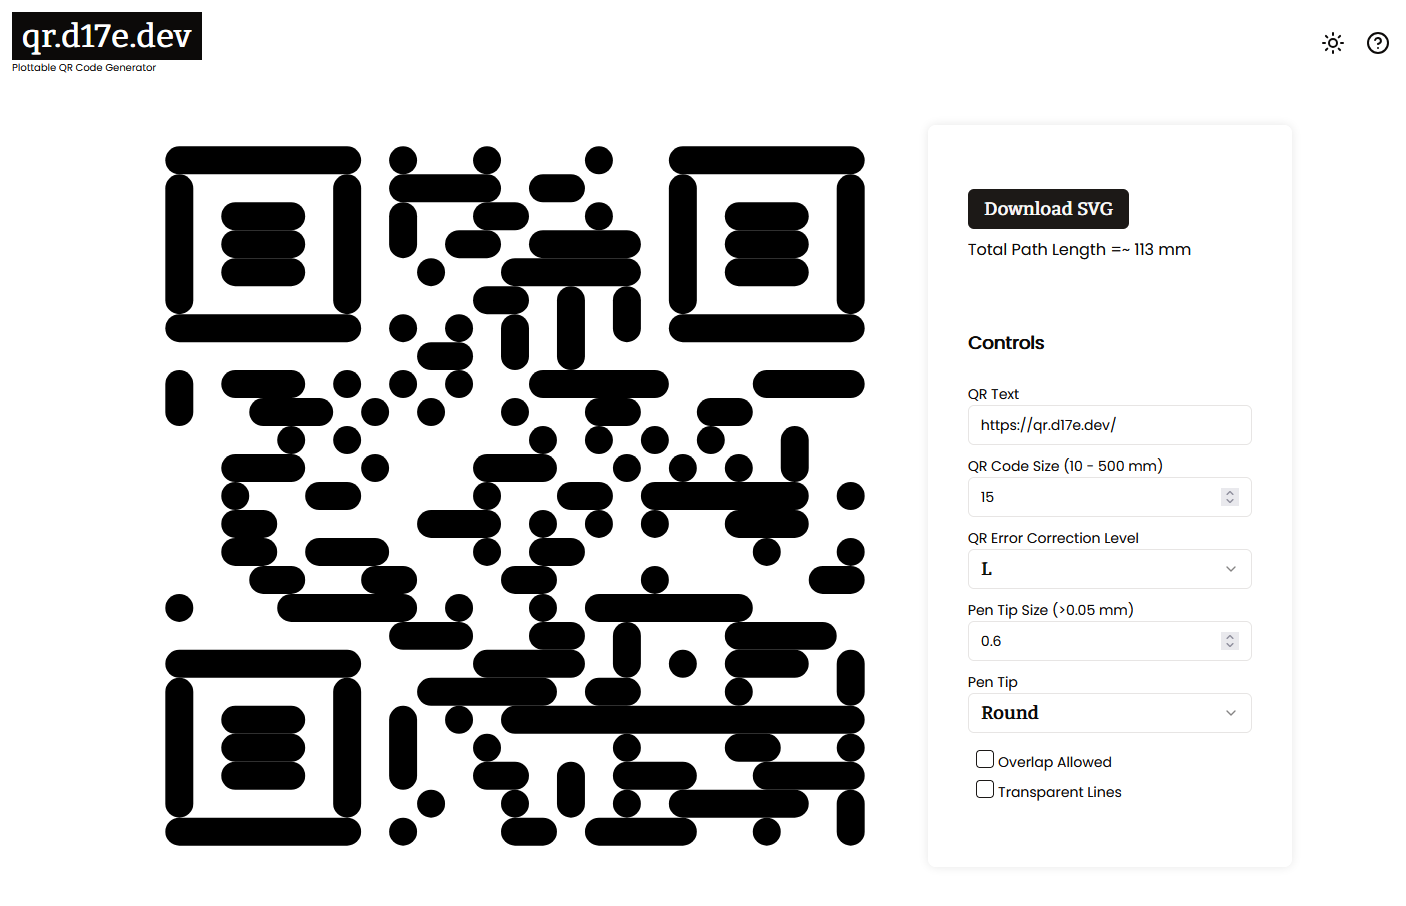 qr.d17e.dev
Plottable QR Code Generator
Download SVG
Total Path Length =~ 113 mm
Controls
QR Text
https://qr.d17e.dev/
QR Code Size (10 - 500 mm)
15
QR Error Correction Level
L
Pen Tip Size (>0.05 mm)
0.6
Pen Tip
Round
Overlap Allowed
Transparent Lines